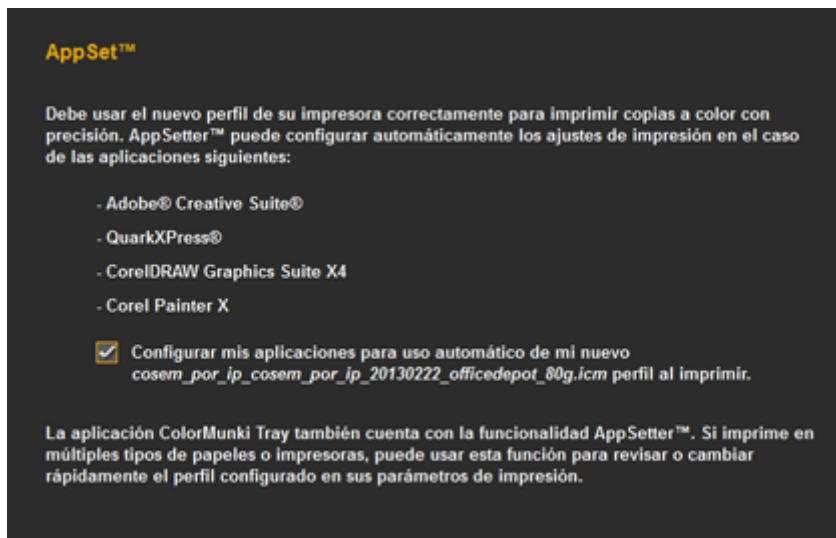 AppSet™
Debe usar el nuevo perfil de su impresora correctamente para imprimir copias a color con
precisión. AppSetter™ puede configurar automáticamente los ajustes de impresión en el caso
de las aplicaciones siguientes:
- Adobe® Creative Suite®
- QuarkXPress®
- CorelDRAW Graphics Suite X4
- Corel Painter X
Configurar mis aplicaciones para uso automático de mi nuevo
cosem_por_ip_cosem_por_ip_20130222_officedepot_80g.icm perfil al imprimir.
La aplicación ColorMunki Tray también cuenta con la funcionalidad AppSetter™. Si imprime en
múltiples tipos de papeles o impresoras, puede usar esta función para revisar o cambiar
rápidamente el perfil configurado en sus parámetros de impresión.